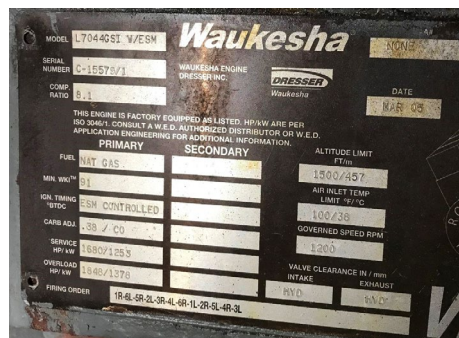 MODEL L7044GSI W/ESM
Waukesha
NONE
SERIAL NUMBER C-15579/1
WAUKESHA ENGINE
DRESSER INC.
DRESSER
Waukesha
COMP. RATIO 8.1
DATE
MAR 05
THIS ENGINE IS FACTORY EQUIPPED AS LISTED. HP/kW ARE PER
ISO 3046/1. CONSULT A W.E.D. AUTHORIZED DISTRIBUTOR OR W.E.D.
APPLICATION ENGINEERING FOR ADDITIONAL INFORMATION.
PRIMARY SECONDARY
FUEL NAT GAS
MIN. WKI™ 91
IGN. TIMING °BTDC ESM CONTROLLED
CARB ADJ. .38 / CO
SERVICE HP/ kW 1680/1253
OVERLOAD HP/ kW 1848/1378
ALTITUDE LIMIT
FT/m
1500/457
AIR INLET TEMP
LIMIT °F/°C
100/38
GOVERNED SPEED RPM
1200
VALVE CLEARANCE IN / mm
INTAKE EXHAUST
HYD HYD
FIRING ORDER 1R-6L-5R-2L-3R-4L-6R-1L-2R-5L-4R-3L